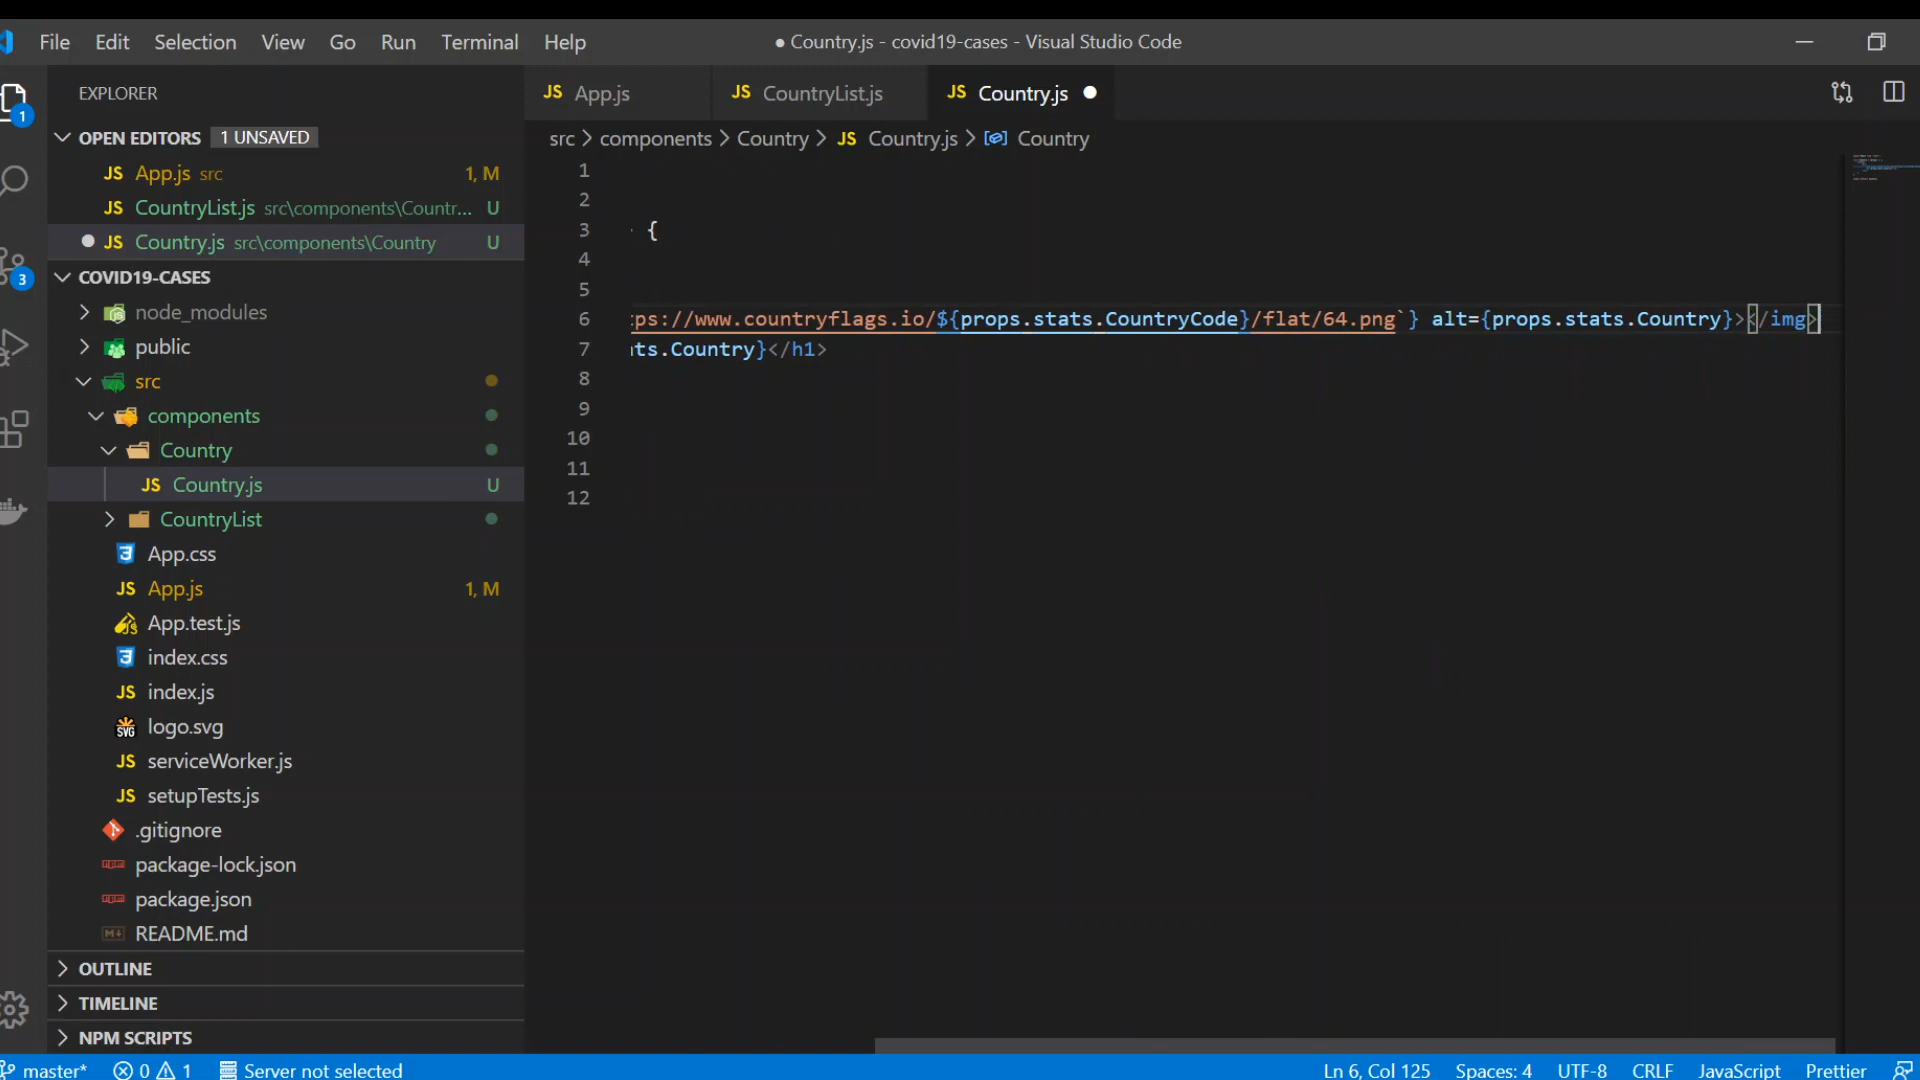 File Edit Selection View Go Run Terminal Help
● Country.js - covid19-cases - Visual Studio Code
EXPLORER
JS App.js
JS CountryList.js
JS Country.js ●
1
OPEN EDITORS 1 UNSAVED
src > components > Country > JS Country.js > Country
JS App.js src 1, M
JS CountryList.js src\components\Countr... U
● JS Country.js src\components\Country U
3
COVID19-CASES
node_modules
public
src
components
Country
JS Country.js U
CountryList
App.css
JS App.js 1, M
App.test.js
index.css
JS index.js
SVG logo.svg
JS serviceWorker.js
JS setupTests.js
.gitignore
package-lock.json
package.json
README.md
OUTLINE
TIMELINE
NPM SCRIPTS
1
2
3 {
4
5
6 ps://www.countryflags.io/${props.stats.CountryCode}/flat/64.png`} alt={props.stats.Country}></img>
7 ts.Country}</h1>
8
9
10
11
12
master* 0 1 Server not selected
Ln 6, Col 125 Spaces: 4 UTF-8 CRLF JavaScript Prettier